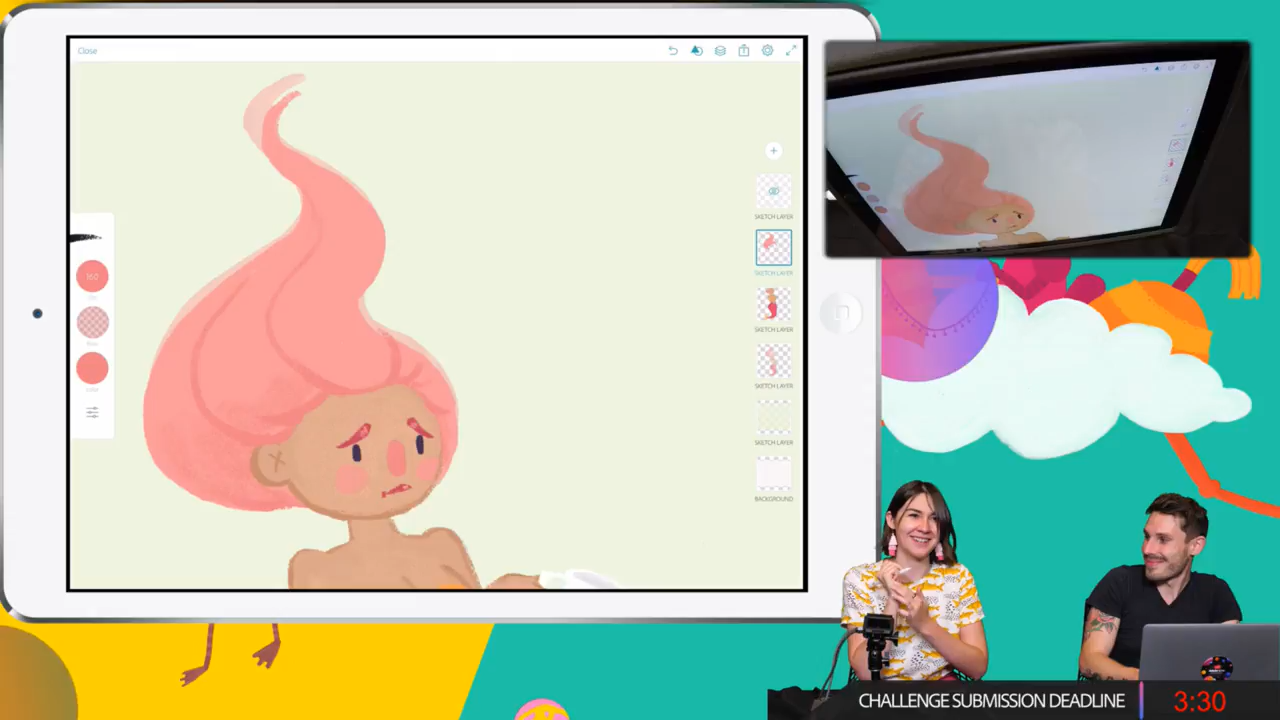 Close
160
SKETCH LAYER
SKETCH LAYER
SKETCH LAYER
SKETCH LAYER
SKETCH LAYER
BACKGROUND
CHALLENGE SUBMISSION DEADLINE
3:30